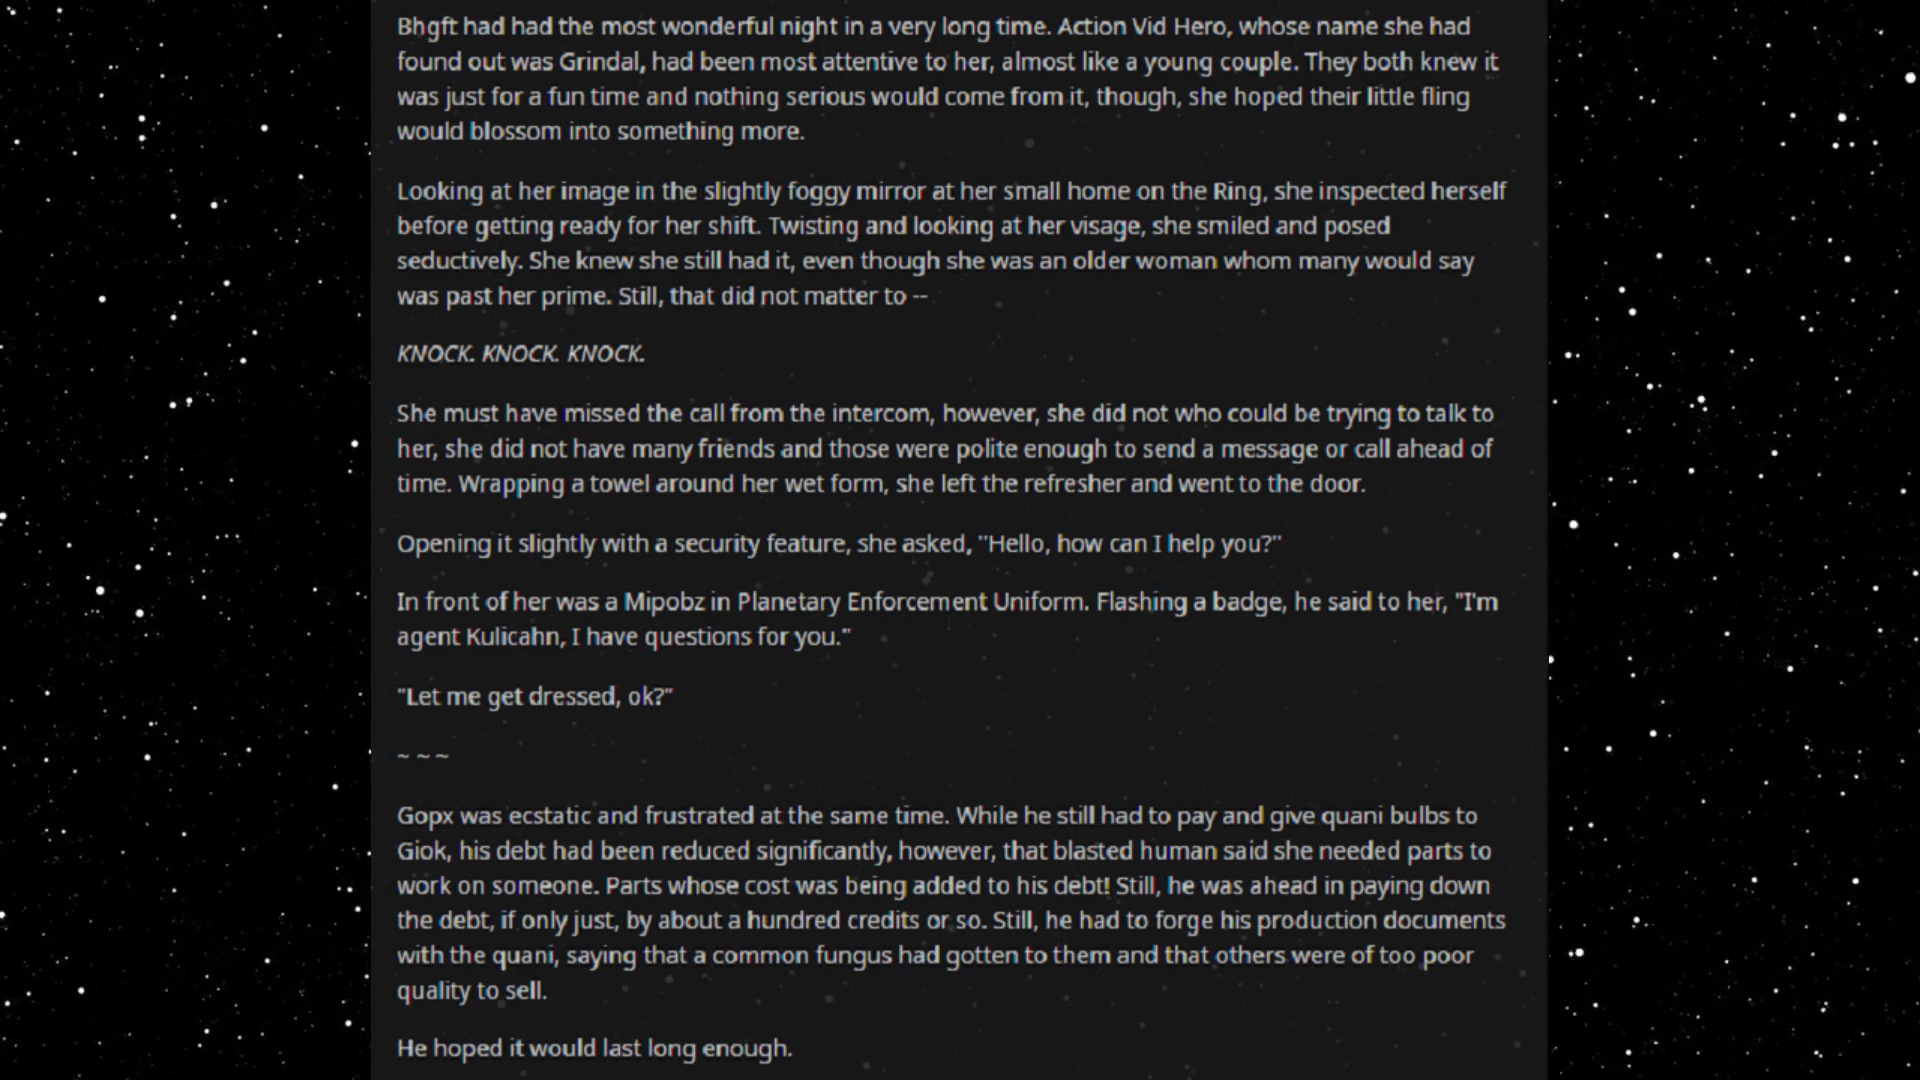 Bhgft had had the most wonderful night in a very long time. Action Vid Hero, whose name she had
found out was Grindal, had been most attentive to her, almost like a young couple. They both knew it
was just for a fun time and nothing serious would come from it, though, she hoped their little fling
would blossom into something more.
Looking at her image in the slightly foggy mirror at her small home on the Ring, she inspected herself
before getting ready for her shift. Twisting and looking at her visage, she smiled and posed
seductively. She knew she still had it, even though she was an older woman whom many would say
was past her prime. Still, that did not matter to --
KNOCK. KNOCK. KNOCK.
She must have missed the call from the intercom, however, she did not who could be trying to talk to
her, she did not have many friends and those were polite enough to send a message or call ahead of
time. Wrapping a towel around her wet form, she left the refresher and went to the door.
Opening it slightly with a security feature, she asked, "Hello, how can I help you?"
In front of her was a Mipobz in Planetary Enforcement Uniform. Flashing a badge, he said to her, "I'm
agent Kulicahn, I have questions for you."
"Let me get dressed, ok?"
~ ~ ~
Gopx was ecstatic and frustrated at the same time. While he still had to pay and give quani bulbs to
Giok, his debt had been reduced significantly, however, that blasted human said she needed parts to
work on someone. Parts whose cost was being added to his debt! Still, he was ahead in paying down
the debt, if only just, by about a hundred credits or so. Still, he had to forge his production documents
with the quani, saying that a common fungus had gotten to them and that others were of too poor
quality to sell.
He hoped it would last long enough.